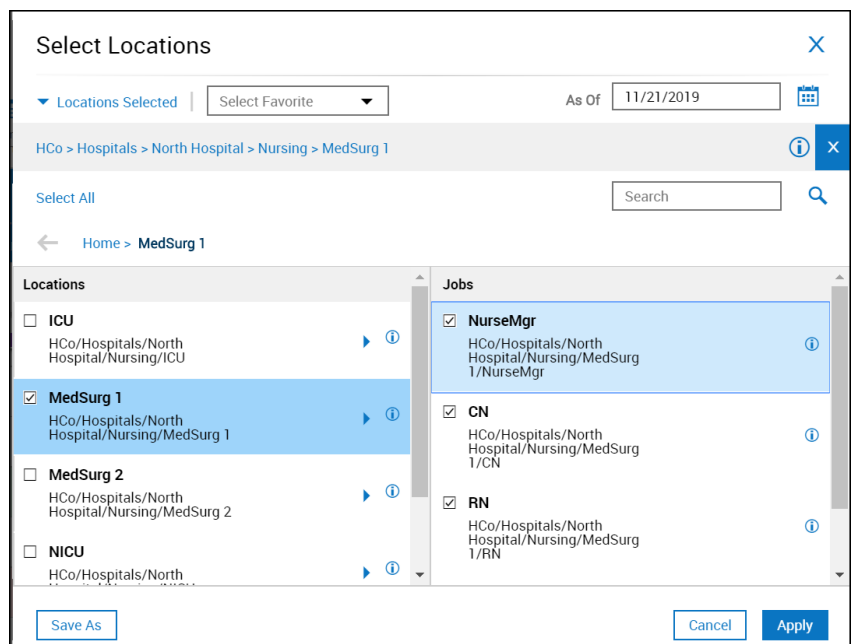 Select Locations
X
Locations Selected
Select Favorite
As Of
11/21/2019
HCo > Hospitals > North Hospital > Nursing > MedSurg 1
x
Select All
Search
Home > MedSurg 1
Locations
ICU
HCo/Hospitals/North
Hospital/Nursing/ICU
MedSurg 1
HCo/Hospitals/North
Hospital/Nursing/MedSurg 1
MedSurg 2
HCo/Hospitals/North
Hospital/Nursing/MedSurg 2
NICU
HCo/Hospitals/North
Jobs
NurseMgr
HCo/Hospitals/North
Hospital/Nursing/MedSurg
1/NurseMgr
CN
HCo/Hospitals/North
Hospital/Nursing/MedSurg
1/CN
RN
HCo/Hospitals/North
Hospital/Nursing/MedSurg
1/RN
Save As
Cancel
Apply